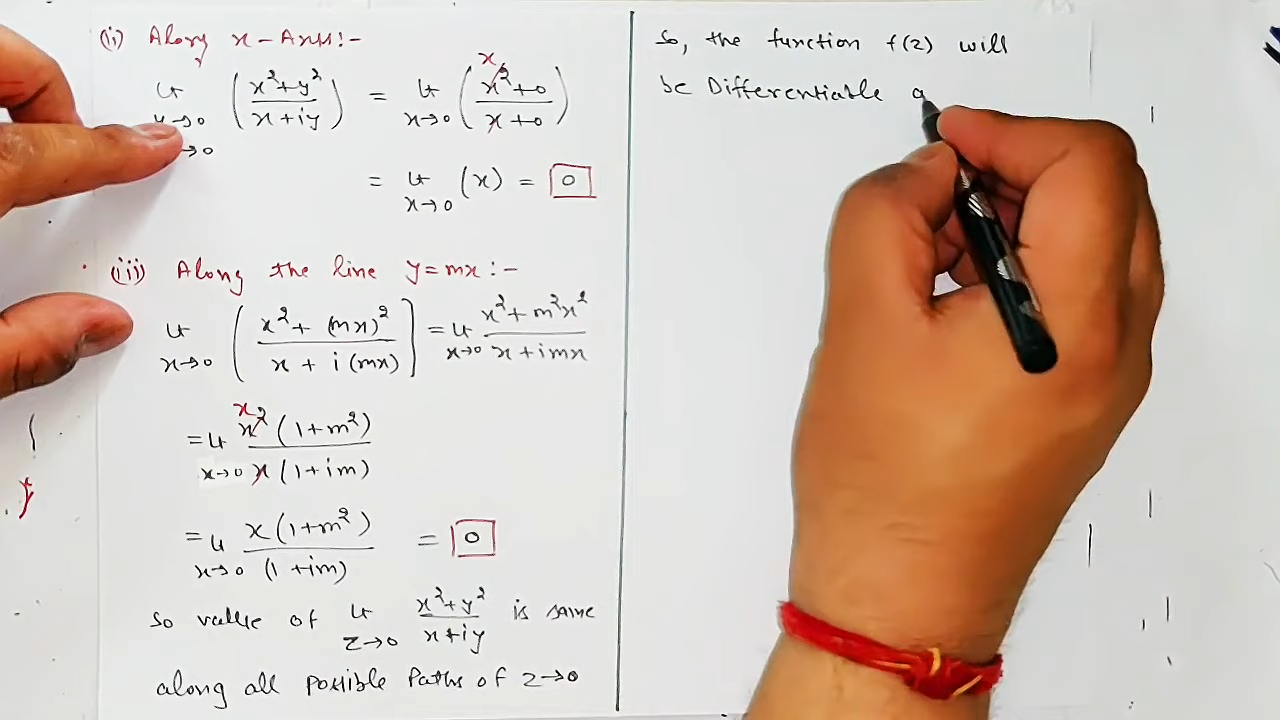 (ii) Along x-Axis:-
Lt x→0 →0 (x²+y² / x+iy) = Lt x→0 (x²+0 / x+0) x
= Lt x→0 (x) = 0
(iii) Along the line y=mx:-
Lt x→0 [x²+(mx)² / x+i(mx)] = Lt x→0 x²+m²x² / x+imx
= Lt x→0 x x²(1+m²) / x(1+im)
= Lt x→0 x(1+m²) / (1+im) = 0
So value of Lt z→0 x²+y² / x+iy is same
along all possible Paths of z→0
So, the function f(z) will
be Differentiable a